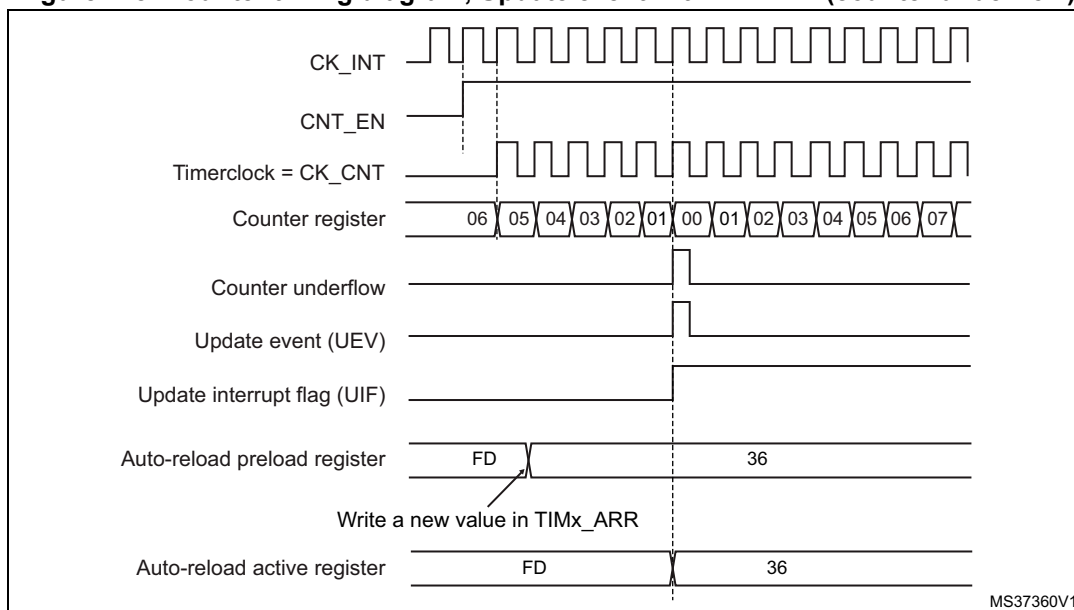 CK_INT
CNT_EN
Timerclock = CK_CNT
Counter register 06 05 04 03 02 01 00 01 02 03 04 05 06 07
Counter underflow
Update event (UEV)
Update interrupt flag (UIF)
Auto-reload preload register FD 36
Write a new value in TIMx_ARR
Auto-reload active register FD 36
MS37360V1